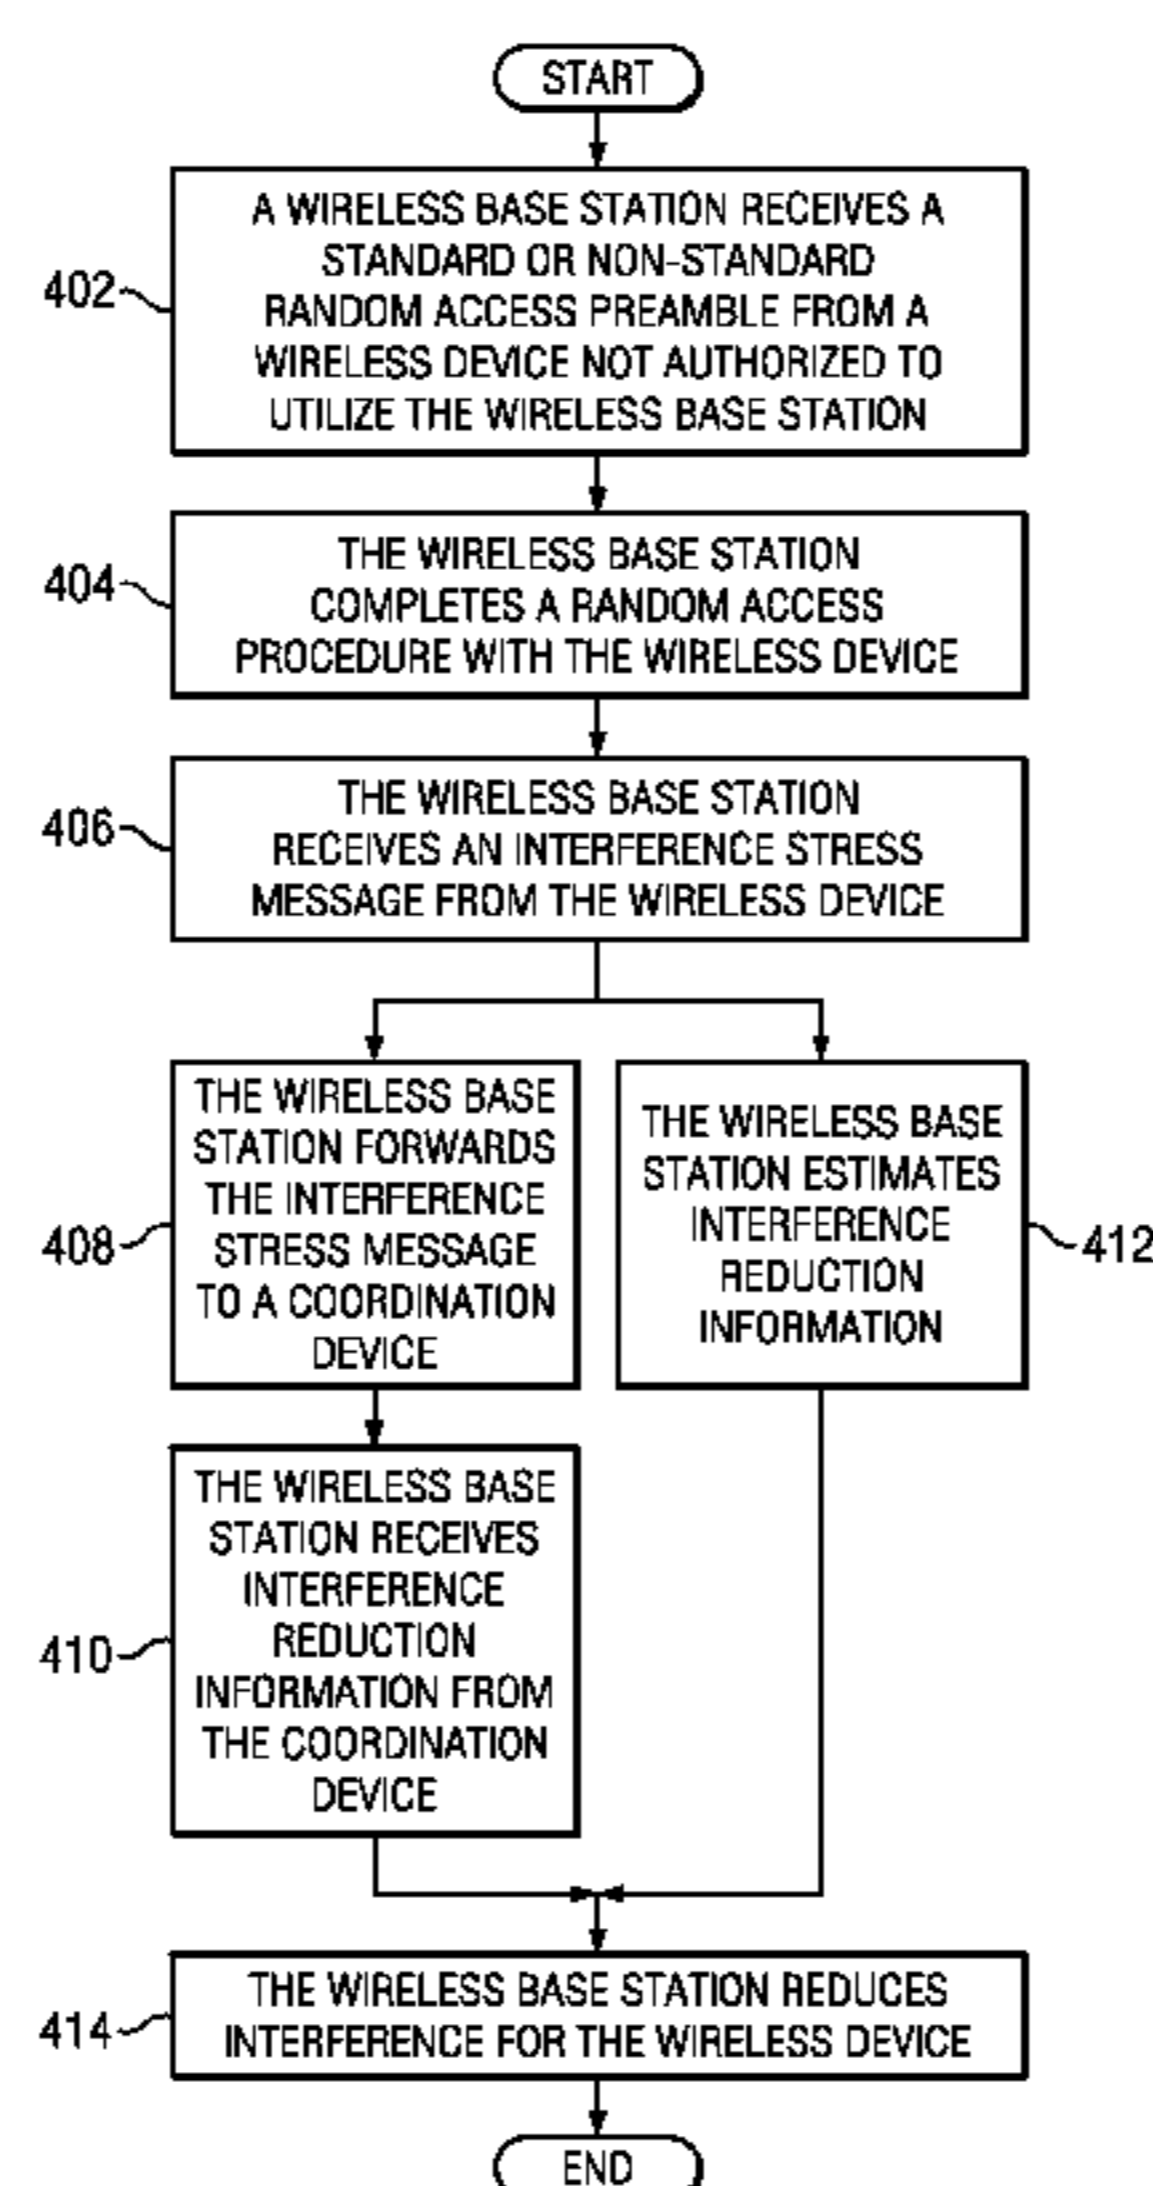 START
402
A WIRELESS BASE STATION RECEIVES A
STANDARD OR NON-STANDARD
RANDOM ACCESS PREAMBLE FROM A
WIRELESS DEVICE NOT AUTHORIZED TO
UTILIZE THE WIRELESS BASE STATION
404
THE WIRELESS BASE STATION
COMPLETES A RANDOM ACCESS
PROCEDURE WITH THE WIRELESS DEVICE
406
THE WIRELESS BASE STATION
RECEIVES AN INTERFERENCE STRESS
MESSAGE FROM THE WIRELESS DEVICE
408
THE WIRELESS BASE
STATION FORWARDS
THE INTERFERENCE
STRESS MESSAGE
TO A COORDINATION
DEVICE
THE WIRELESS BASE
STATION ESTIMATES
INTERFERENCE
REDUCTION
INFORMATION
412
410
THE WIRELESS BASE
STATION RECEIVES
INTERFERENCE
REDUCTION
INFORMATION FROM
THE COORDINATION
DEVICE
414
THE WIRELESS BASE STATION REDUCES
INTERFERENCE FOR THE WIRELESS DEVICE
END